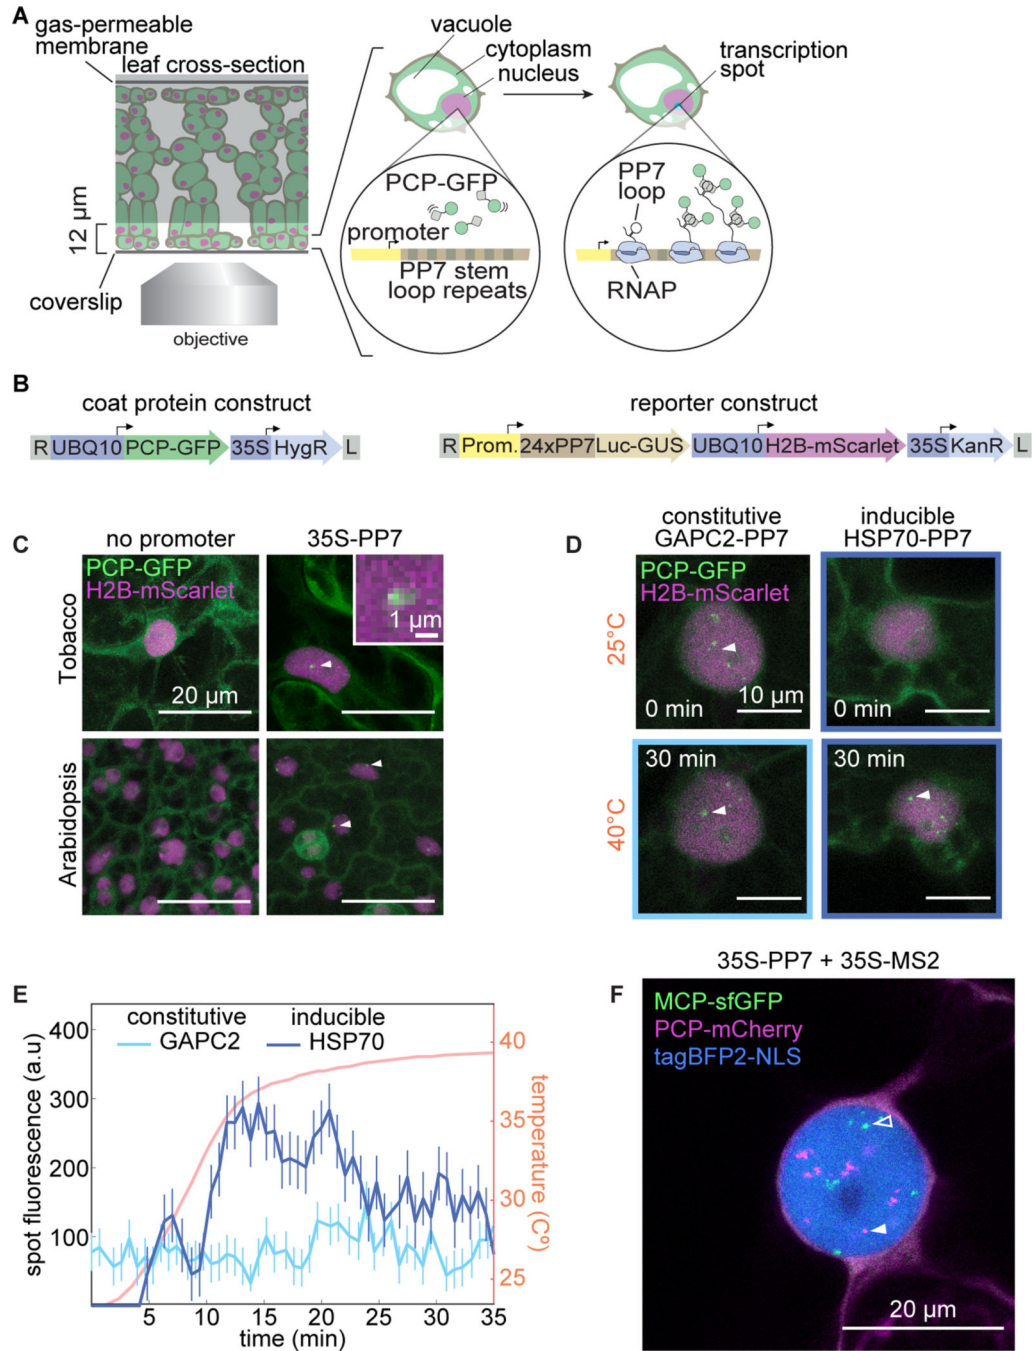 A
gas-permeable
membrane
leaf cross-section
12 µm
coverslip
objective
vacuole
cytoplasm
nucleus
transcription
spot
PCP-GFP
promoter
PP7 stem
loop repeats
PP7
loop
RNAP
B
coat protein construct
R UBQ10 PCP-GFP 35S HygR L
reporter construct
R Prom. 24xPP7 Luc-GUS UBQ10 H2B-mScarlet 35S KanR L
C
no promoter
35S-PP7
PCP-GFP
H2B-mScarlet
1 µm
Tobacco
20 µm
Arabidopsis
D
constitutive
GAPC2-PP7
inducible
HSP70-PP7
PCP-GFP
H2B-mScarlet
25°C
10 µm
0 min
0 min
40°C
30 min
30 min
E
constitutive
GAPC2
inducible
HSP70
spot fluorescence (a.u)
400
300
200
100
5 10 15 20 25 30 35
time (min)
40
35
30
25
temperature (Cº)
35S-PP7 + 35S-MS2
F
MCP-sfGFP
PCP-mCherry
tagBFP2-NLS
20 µm